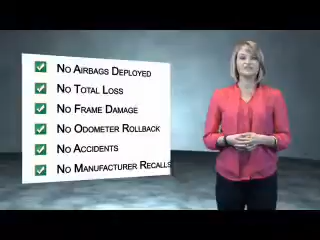 No Airbags Deployed
No Total Loss
No Frame Damage
No Odometer Rollback
No Accidents
No Manufacturer Recalls